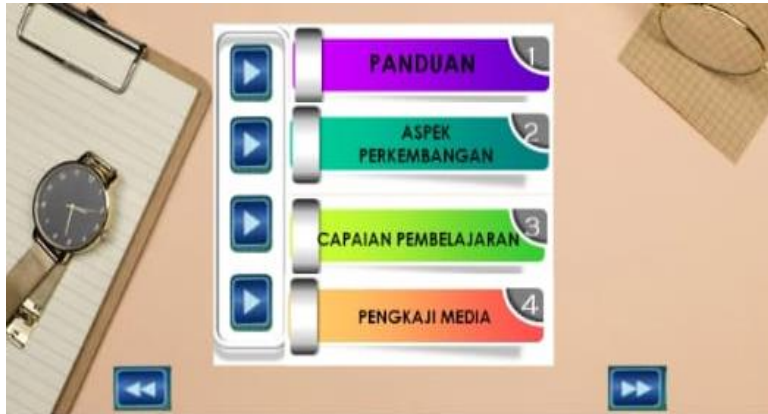 PANDUAN
1
ASPEK
PERKEMBANGAN
2
CAPAIAN PEMBELAJARAN
3
PENGKAJI MEDIA
4